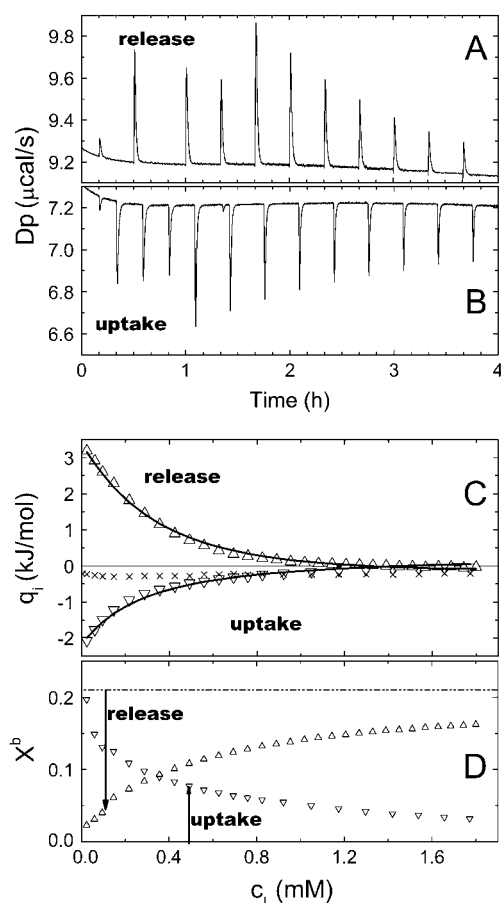 release
A
9.8
9.6
9.4
9.2
Dp (µcal/s)
7.2
7.0
6.8
6.6
uptake
B
0 1 2 3 4
Time (h)
release
C
3
2
1
0
-1
-2
qi (kJ/mol)
uptake
release
D
0.2
0.1
0.0
X^b
uptake
0.0 0.4 0.8 1.2 1.6
cL (mM)